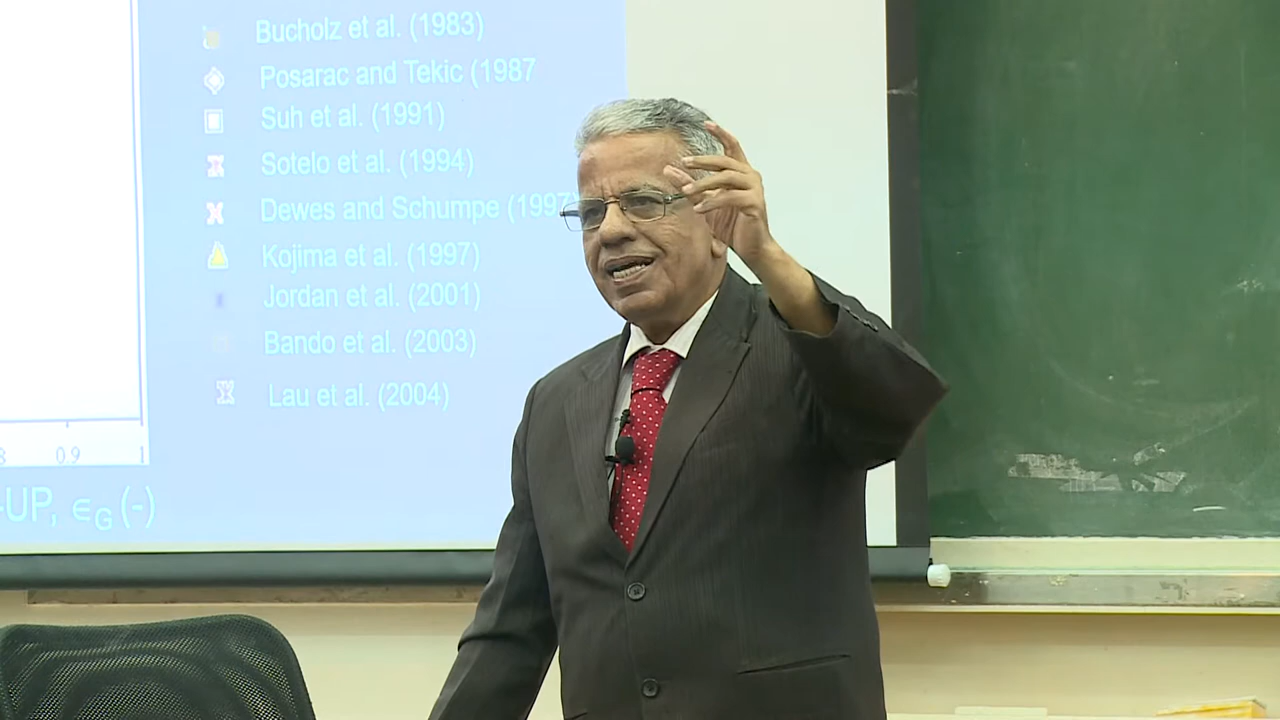 Bucholz et al. (1983)
Posarac and Tekic (1987
Suh et al. (1991)
Sotelo et al. (1994)
Dewes and Schumpe (1997)
Kojima et al. (1997)
Jordan et al. (2001)
Bando et al. (2003)
Lau et al. (2004)
8 0.9 1
-UP, ∈G (-)